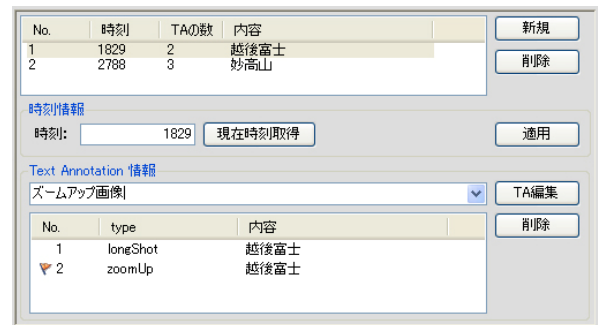 No. 時刻 TAの数 内容 新規
1 1829 2 越後富士
2 2788 3 妙高山 削除
時刻情報
時刻: 1829 現在時刻取得 適用
Text Annotation 情報
ズームアップ画像 TA編集
No. type 内容 削除
1 longShot 越後富士
2 zoomUp 越後富士